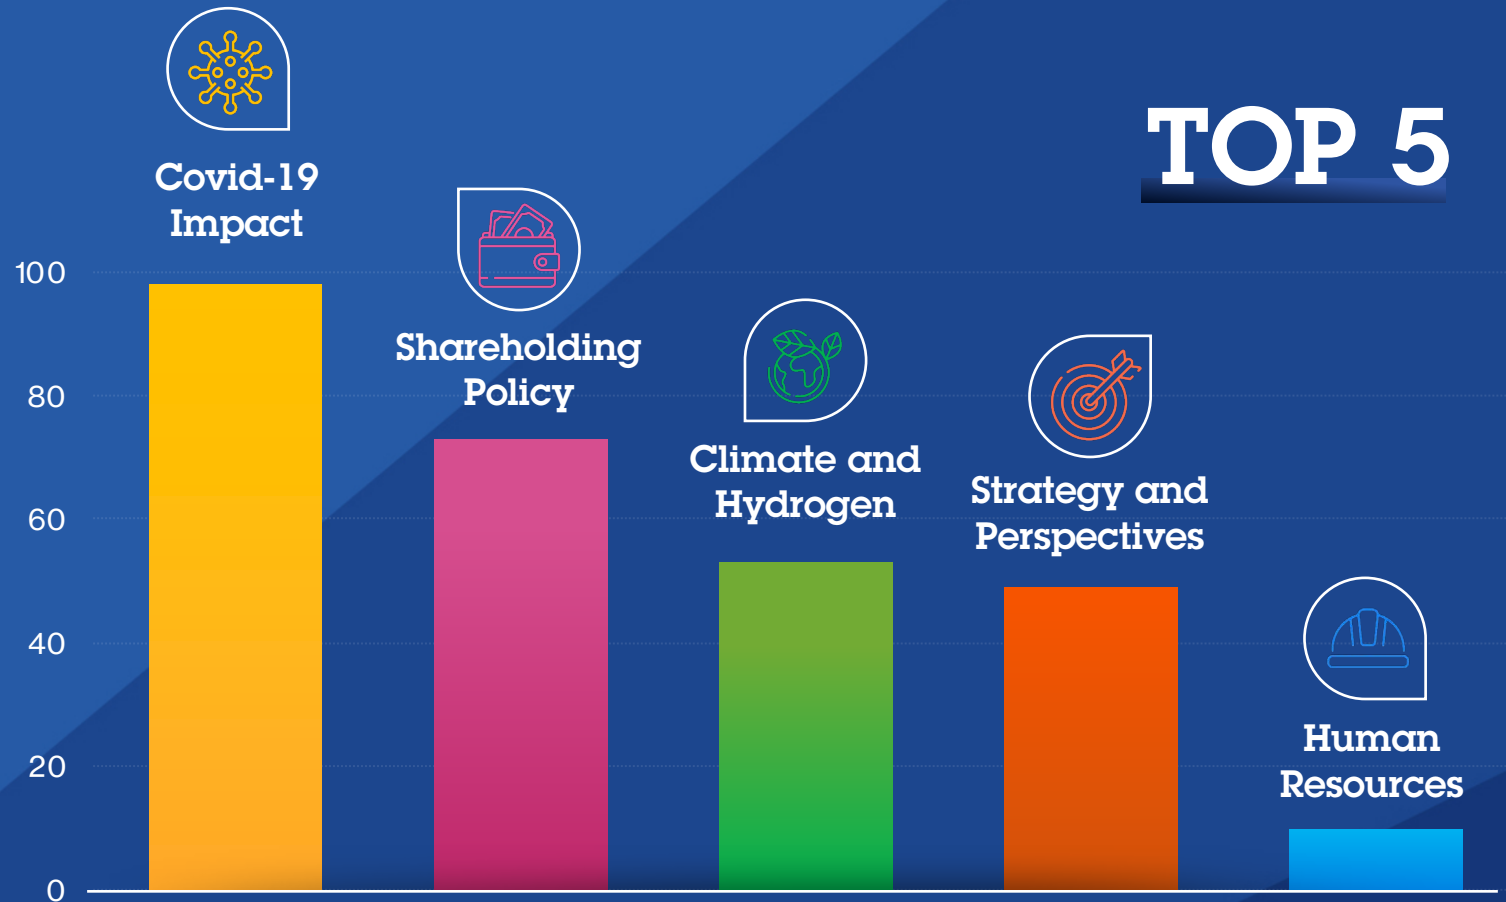 TOP 5
Covid-19
Impact
Shareholding
Policy
Climate and
Hydrogen
Strategy and
Perspectives
Human
Resources
100
80
60
40
20
0